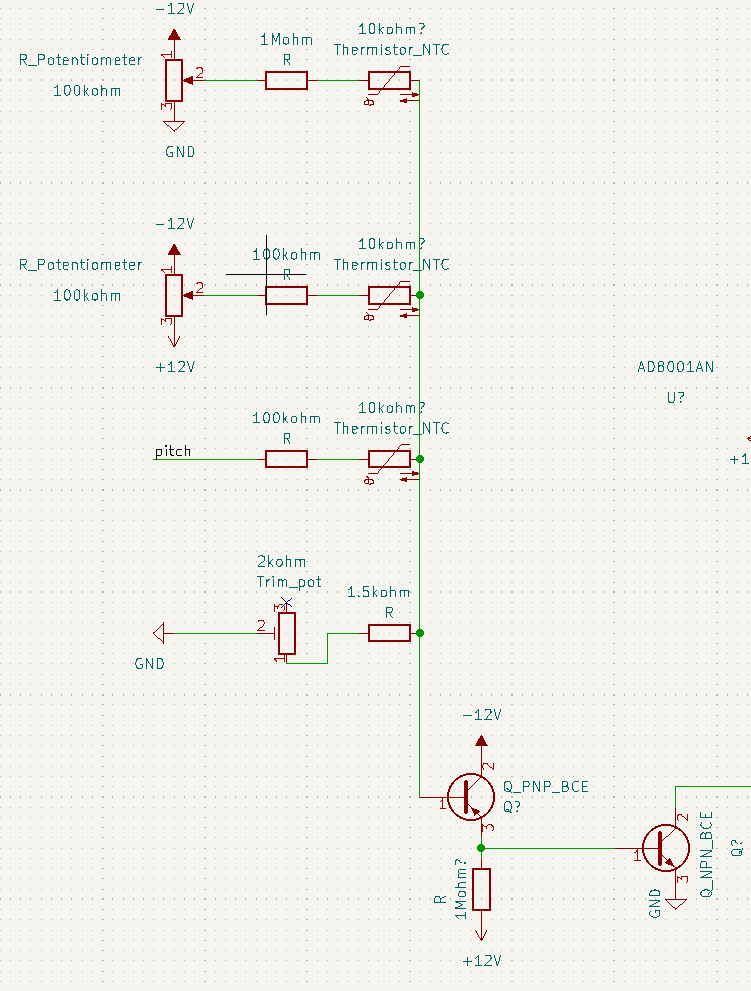 -12V
10kohm?
1Mohm
Thermistor_NTC
R_Potentiometer
R
1
2
100kohm
θ
3
GND
-12V
10kohm?
100kohm
Thermistor_NTC
R_Potentiometer
R
1
2
100kohm
θ
3
+12V
AD8001AN
U?
10kohm?
100kohm
Thermistor_NTC
R
pitch
+1
θ
2kohm
Trim_pot
1.5kohm
3
R
2
1
GND
-12V
2
Q_PNP_BCE
1
Q?
3
2
1
Q_NPN_BCE
Q?
3
R
1Mohm?
GND
+12V